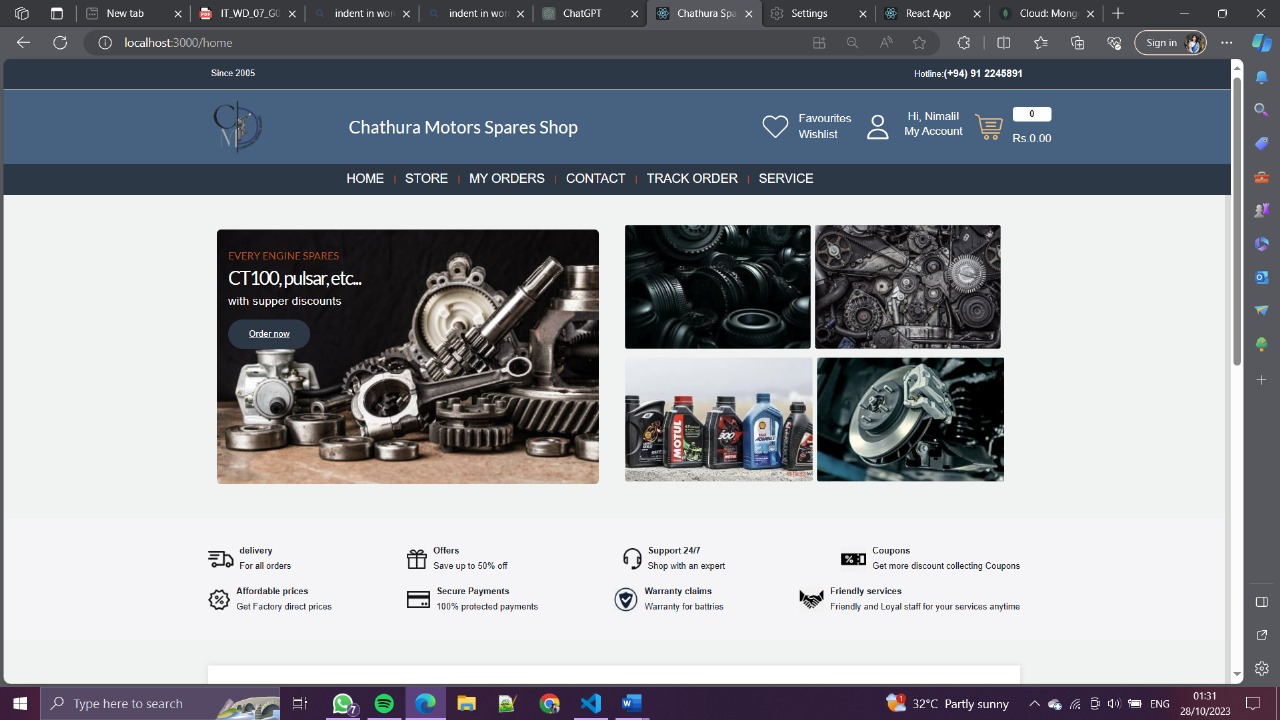 New tab
IT_WD_07_G0
indent in wor
indent in wor
ChatGPT
Chathura Spa
Settings
React App
Cloud: Mong
localhost:3000/home
Sign in
Since 2005
Hotline:(+94) 91 2245891
C
M
Chathura Motors Spares Shop
Favourites
Wishlist
Hi, Nimali!
My Account
0
Rs.0.00
HOME | STORE | MY ORDERS | CONTACT | TRACK ORDER | SERVICE
EVERY ENGINE SPARES
CT100, pulsar, etc...
with supper discounts
Order now
MOTUL
300V
ADVANCE
delivery
For all orders
Offers
Save up to 50% off
Support 24/7
Shop with an expert
Coupons
Get more discount collecting Coupons
Affordable prices
Get Factory direct prices
Secure Payments
100% protected payments
Warranty claims
Warranty for battries
Friendly services
Friendly and Loyal staff for your services anytime
Type here to search
7
1
32°C Partly sunny
ENG
01:31
28/10/2023